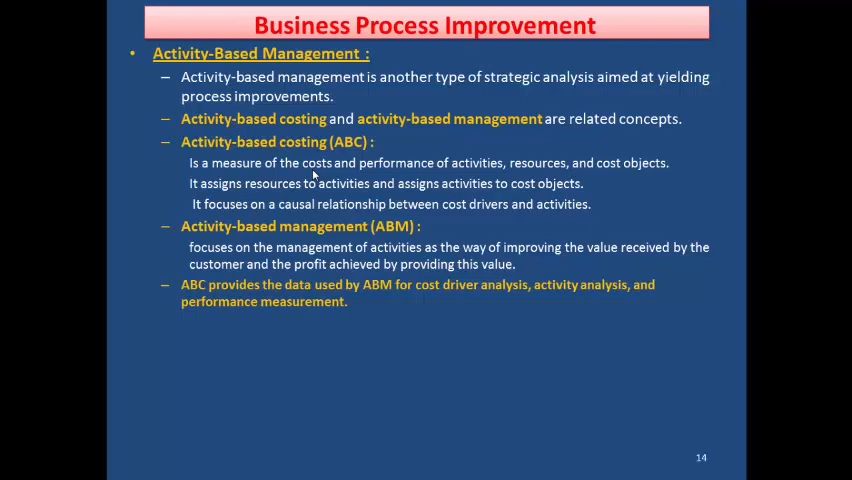 Business Process Improvement
• Activity-Based Management :
– Activity-based management is another type of strategic analysis aimed at yielding
process improvements.
– Activity-based costing and activity-based management are related concepts.
– Activity-based costing (ABC) :
Is a measure of the costs and performance of activities, resources, and cost objects.
It assigns resources to activities and assigns activities to cost objects.
It focuses on a causal relationship between cost drivers and activities.
– Activity-based management (ABM) :
focuses on the management of activities as the way of improving the value received by the
customer and the profit achieved by providing this value.
– ABC provides the data used by ABM for cost driver analysis, activity analysis, and
performance measurement.
14